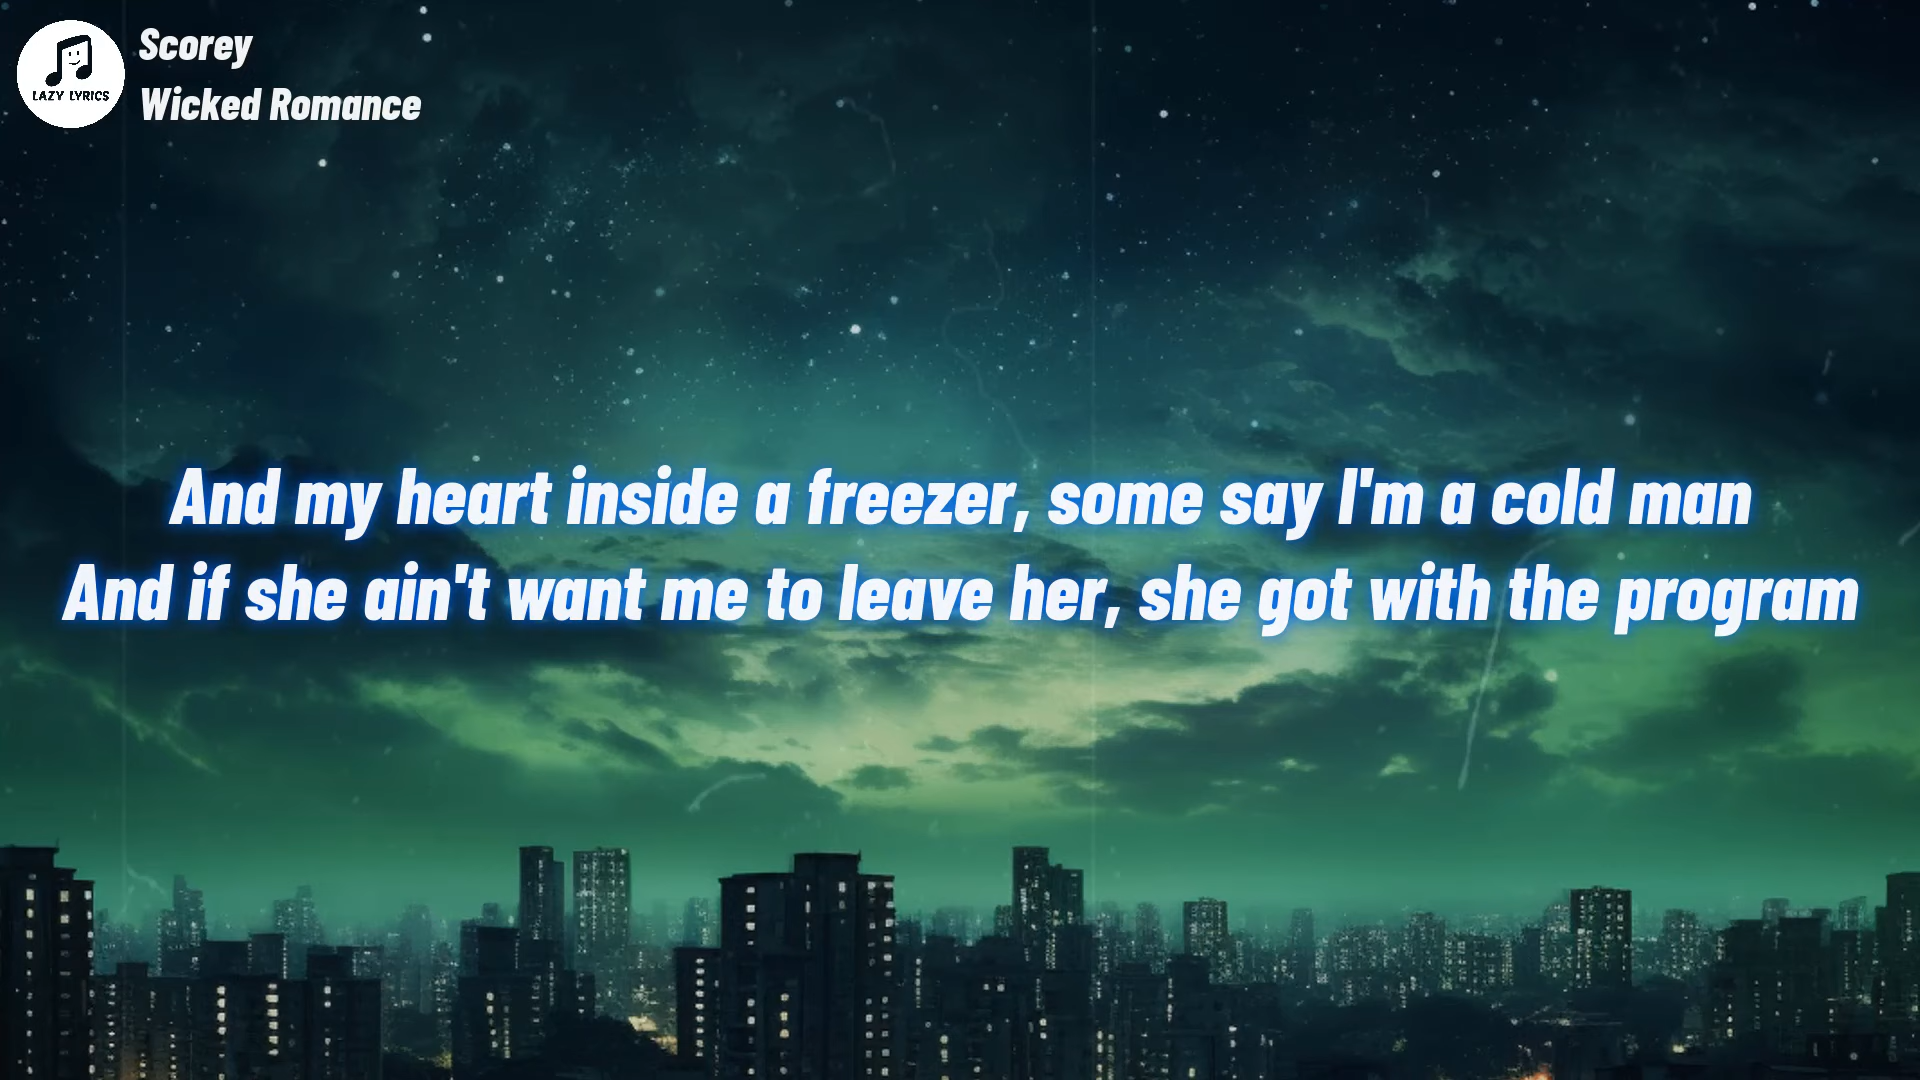 LAZY LYRICS
Scorey
Wicked Romance
And my heart inside a freezer, some say I'm a cold man
And if she ain't want me to leave her, she got with the program